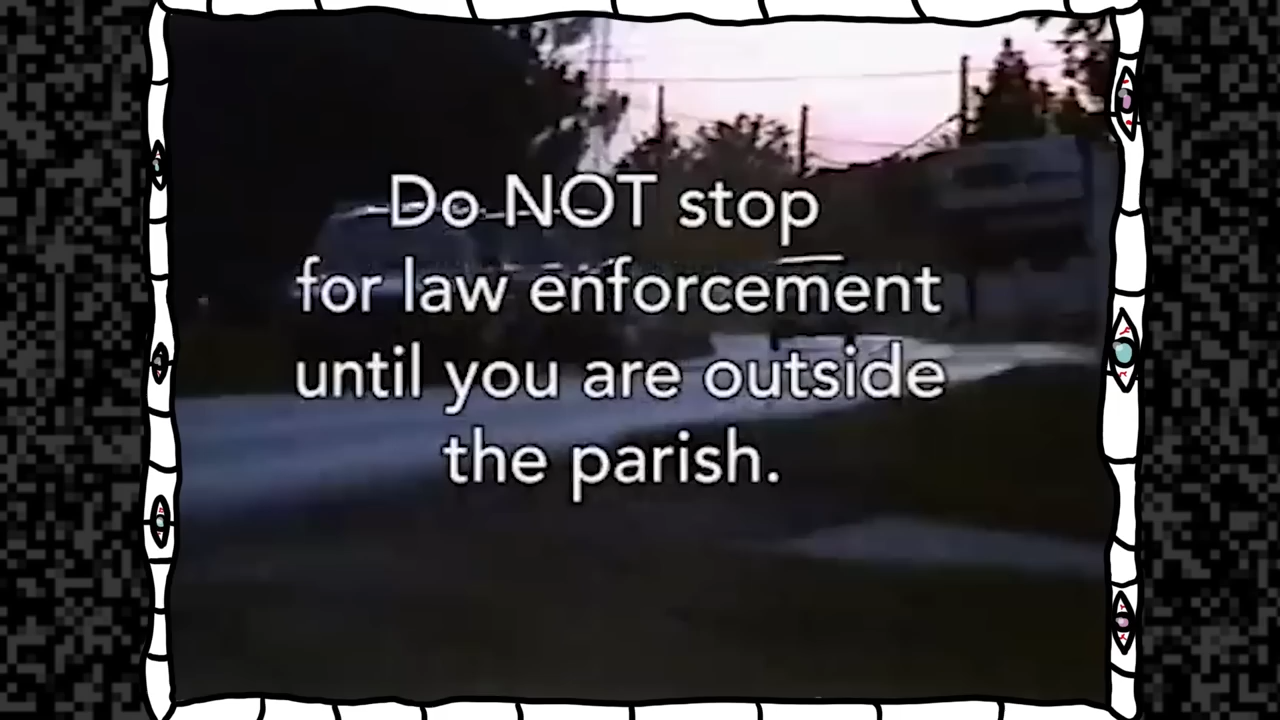 Do NOT stop
for law enforcement
until you are outside
the parish.